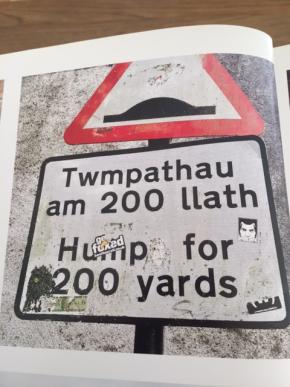 Twmpathau
am 200 llath
Hump for
200 yards